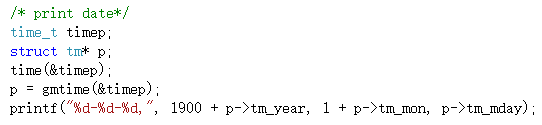 /* print date*/
time_t timep;
struct tm* p;
time(&timep);
p = gmtime(&timep);
printf("%d-%d-%d,", 1900 + p->tm_year, 1 + p->tm_mon, p->tm_mday);